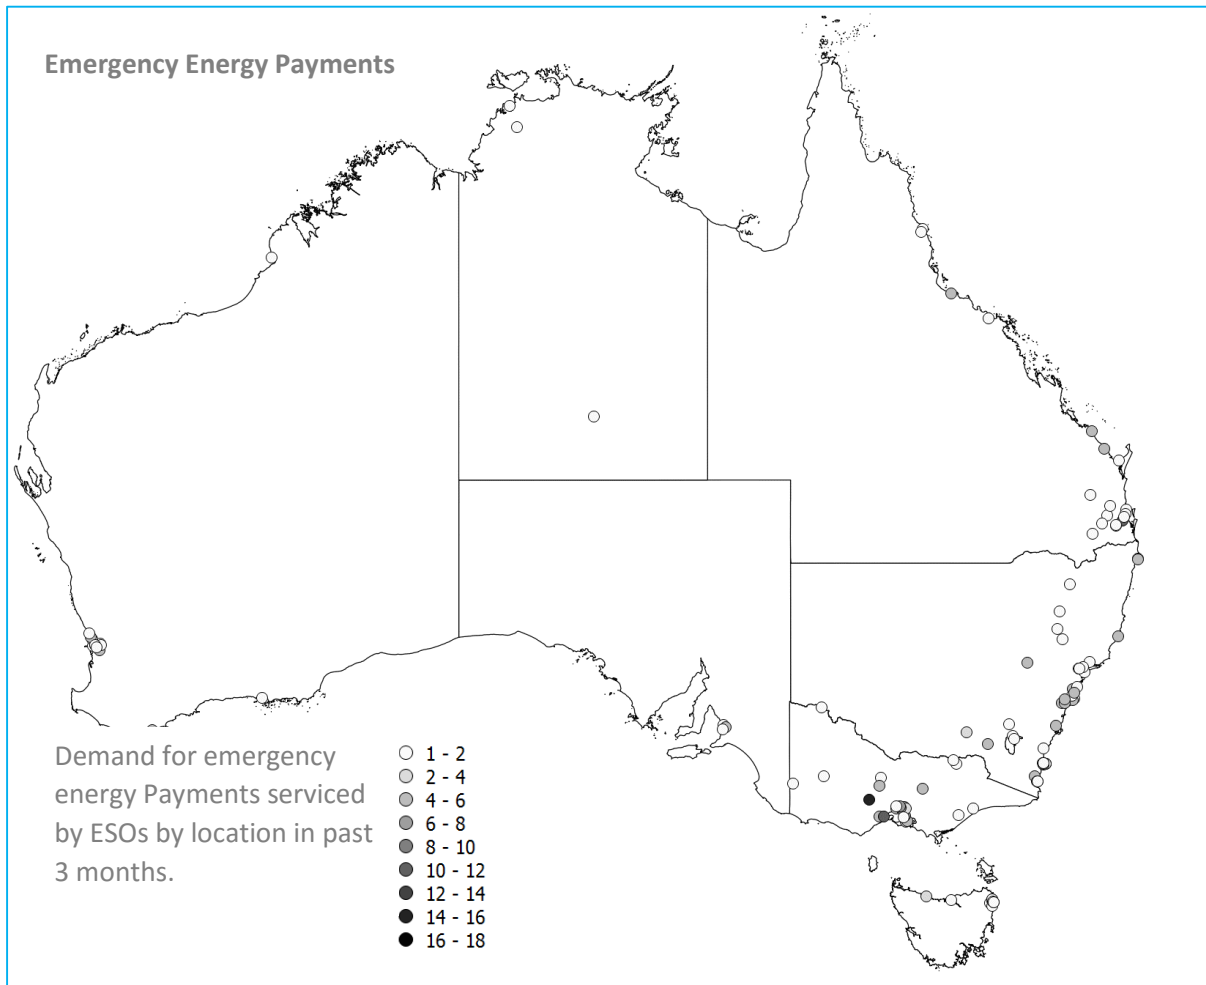 Emergency Energy Payments
Demand for emergency
energy Payments serviced
by ESOs by location in past
3 months.
1 - 2
2 - 4
4 - 6
6 - 8
8 - 10
10 - 12
12 - 14
14 - 16
16 - 18